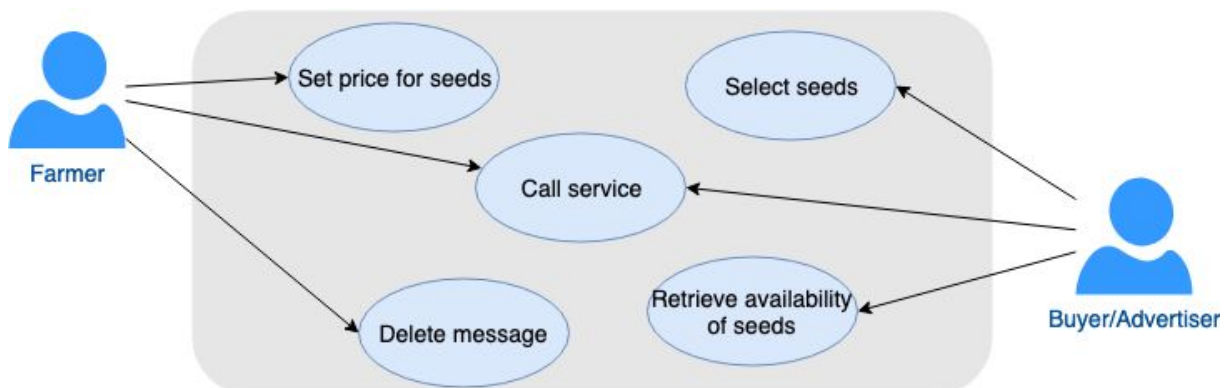 Set price for seeds
Select seeds
Farmer
Call service
Retrieve availability
of seeds
Delete message
Buyer/Advertiser